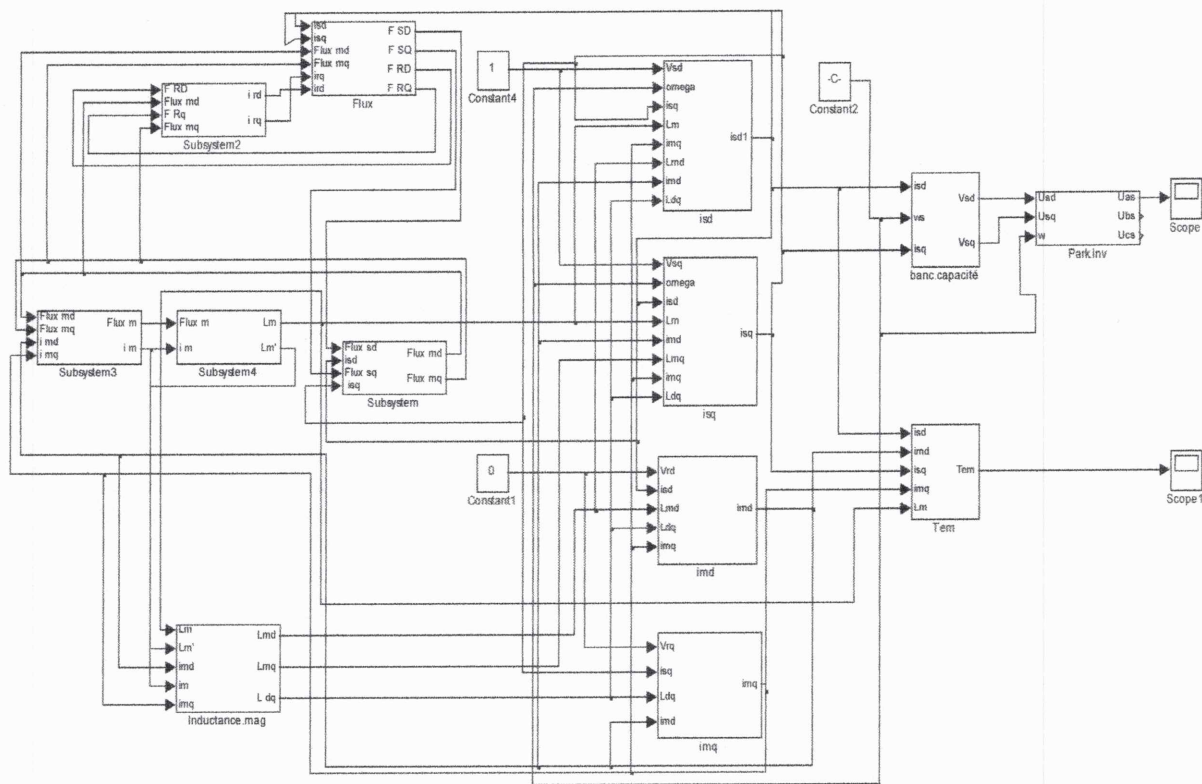 isd
isq
Flux md
Flux mq
irq
ird
F SD
F SQ
F RD
F RQ
Flux
F RD
Flux md
F Rq
Flux mq
i rd
i rq
Subsystem2
1
Constant4
-C-
Constant2
Vsd
omega
isq
Lm
imq
Lmd
imd
Ldq
isd1
isd
isd
ws
isq
Vsd
Vsq
banc.capacité
Usd
Usq
w
Uas
Ubs
Ucs
Park.Inv
Scope
Vsq
omega
isd
Lm
imd
Lmq
imq
Ldq
isq
isq
Flux md
Flux mq
i md
i mq
Flux m
i m
Subsystem3
Flux m
i m
Lm
Lm'
Subsystem4
Flux sd
isd
Flux sq
isq
Flux md
Flux mq
Subsystem
0
Constant1
Vrd
isd
Lmd
Ldq
imq
imd
imd
isd
imd
isq
imq
Lm
Tem
Tem
Scope1
Lm
Lm'
imd
im
imq
Lmd
Lmq
L dq
Inductance.mag
Vrq
isq
Ldq
imd
imq
imq